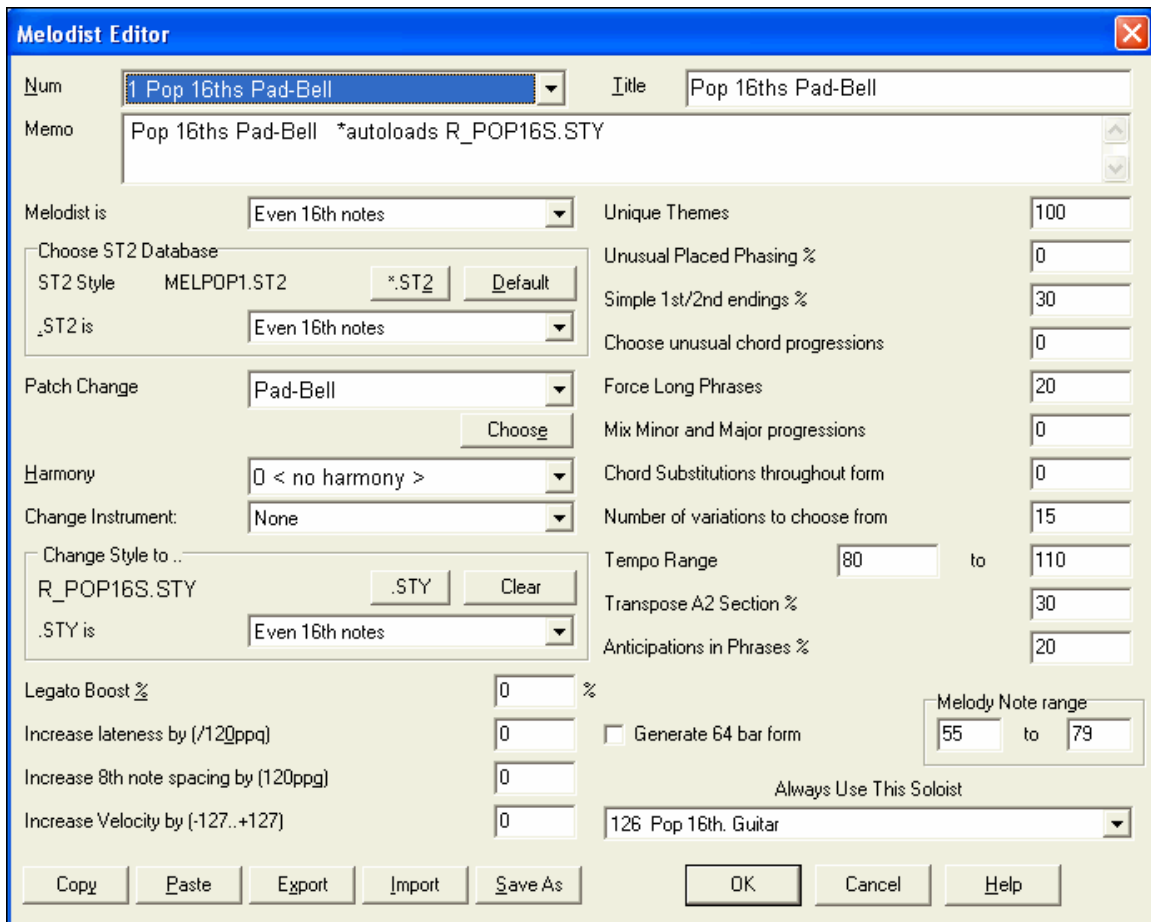 Melodist Editor
Num 1 Pop 16ths Pad-Bell Title Pop 16ths Pad-Bell
Memo Pop 16ths Pad-Bell *autoloads R_POP16S.STY
Melodist is Even 16th notes
Choose ST2 Database
ST2 Style MELPOP1.ST2 *.ST2 Default
.ST2 is Even 16th notes
Patch Change Pad-Bell
Choose
Harmony 0 < no harmony >
Change Instrument: None
Change Style to ..
R_POP16S.STY .STY Clear
.STY is Even 16th notes
Legato Boost % 0 %
Increase lateness by (/120ppq) 0
Increase 8th note spacing by (120ppg) 0
Increase Velocity by (-127..+127) 0
Unique Themes 100
Unusual Placed Phasing % 0
Simple 1st/2nd endings % 30
Choose unusual chord progressions 0
Force Long Phrases 20
Mix Minor and Major progressions 0
Chord Substitutions throughout form 0
Number of variations to choose from 15
Tempo Range 80 to 110
Transpose A2 Section % 30
Anticipations in Phrases % 20
Generate 64 bar form
Melody Note range
55 to 79
Always Use This Soloist
126 Pop 16th. Guitar
Copy Paste Export Import Save As OK Cancel Help